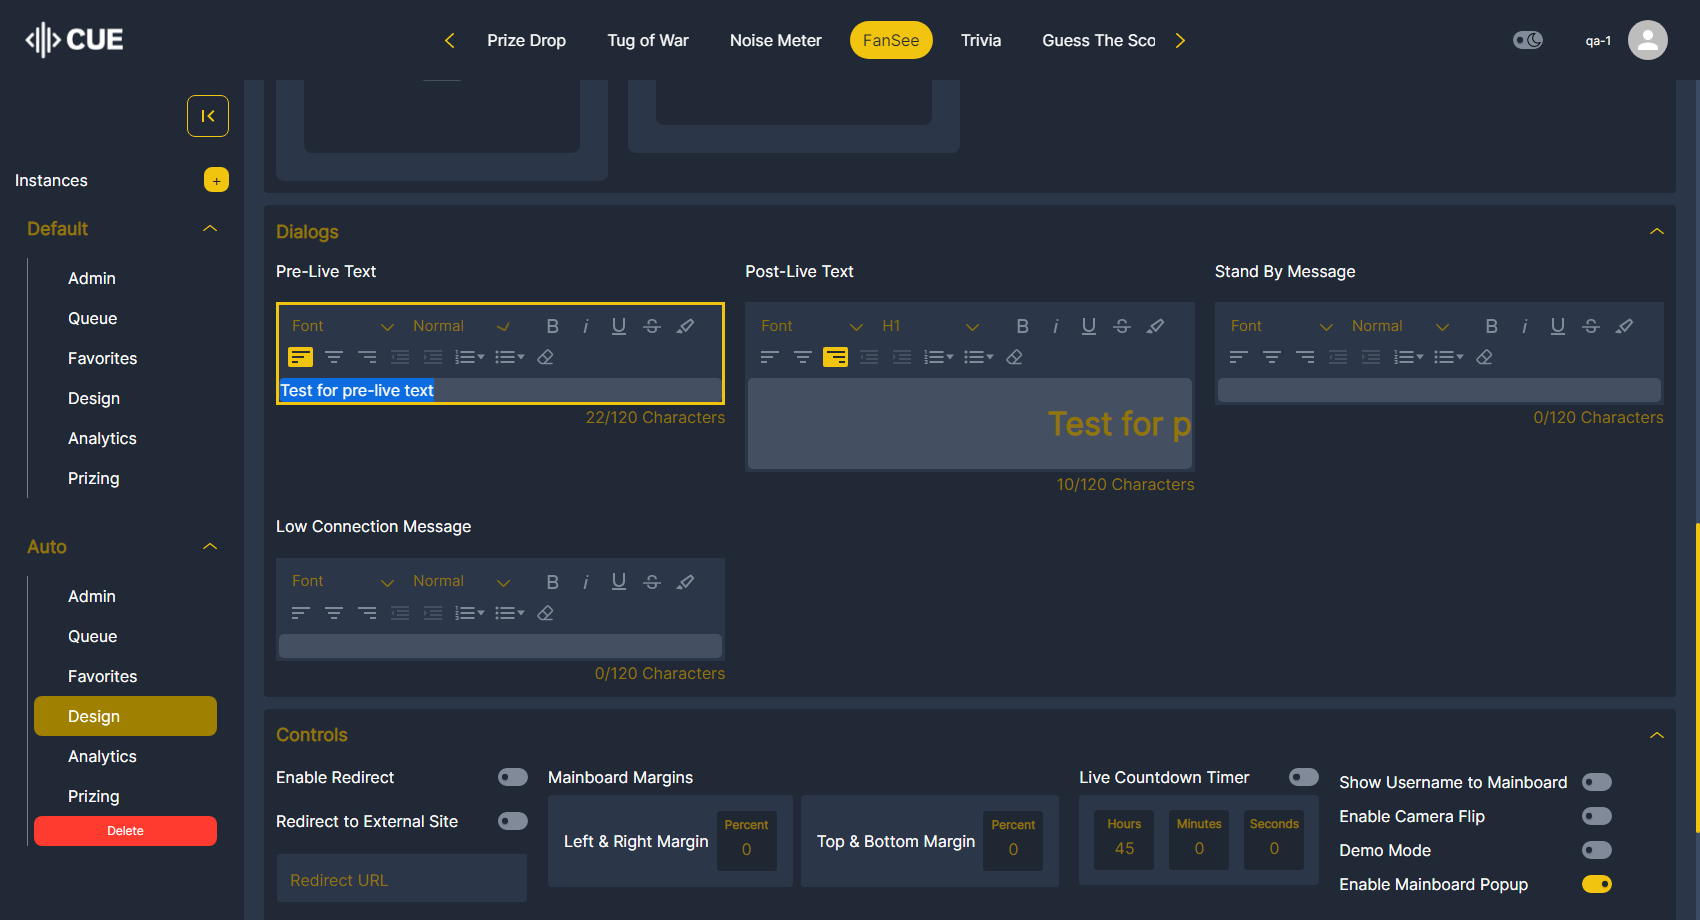 CUE
Prize Drop
Tug of War
Noise Meter
FanSee
Trivia
Guess The Sco
qa-1
Instances
+
Default
Admin
Queue
Favorites
Design
Analytics
Prizing
Auto
Admin
Queue
Favorites
Design
Analytics
Prizing
Delete
Dialogs
Pre-Live Text
Font
Normal
B
i
U
S
Test for pre-live text
22/120 Characters
Post-Live Text
Font
H1
B
i
U
S
Test for p
10/120 Characters
Stand By Message
Font
Normal
B
i
U
S
0/120 Characters
Low Connection Message
Font
Normal
B
i
U
S
0/120 Characters
Controls
Enable Redirect
Redirect to External Site
Redirect URL
Mainboard Margins
Left & Right Margin
Percent
0
Top & Bottom Margin
Percent
0
Live Countdown Timer
Hours
45
Minutes
0
Seconds
0
Show Username to Mainboard
Enable Camera Flip
Demo Mode
Enable Mainboard Popup